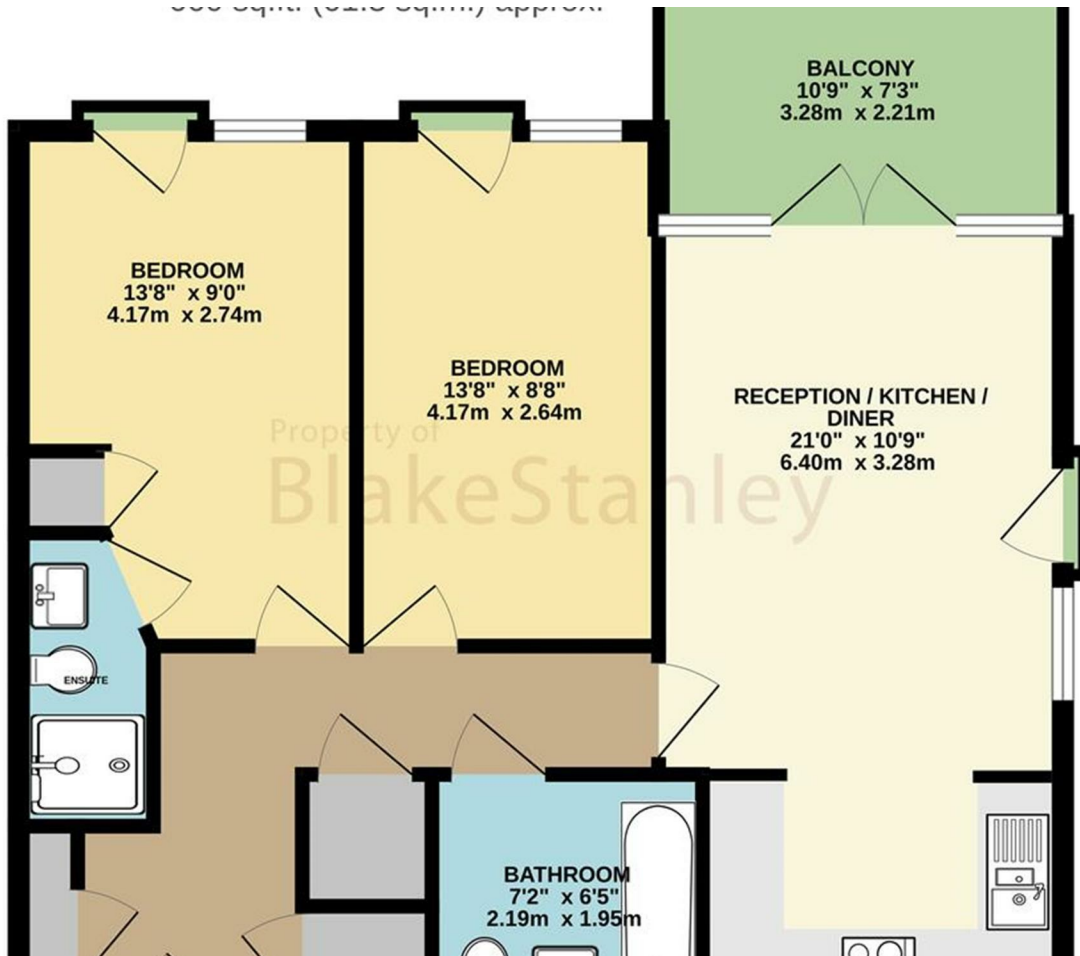 BALCONY
10'9" x 7'3"
3.28m x 2.21m
BEDROOM
13'8" x 9'0"
4.17m x 2.74m
BEDROOM
13'8" x 8'8"
4.17m x 2.64m
RECEPTION / KITCHEN /
DINER
21'0" x 10'9"
6.40m x 3.28m
Property of
BlakeStanley
ENSUITE
BATHROOM
7'2" x 6'5"
2.19m x 1.95m